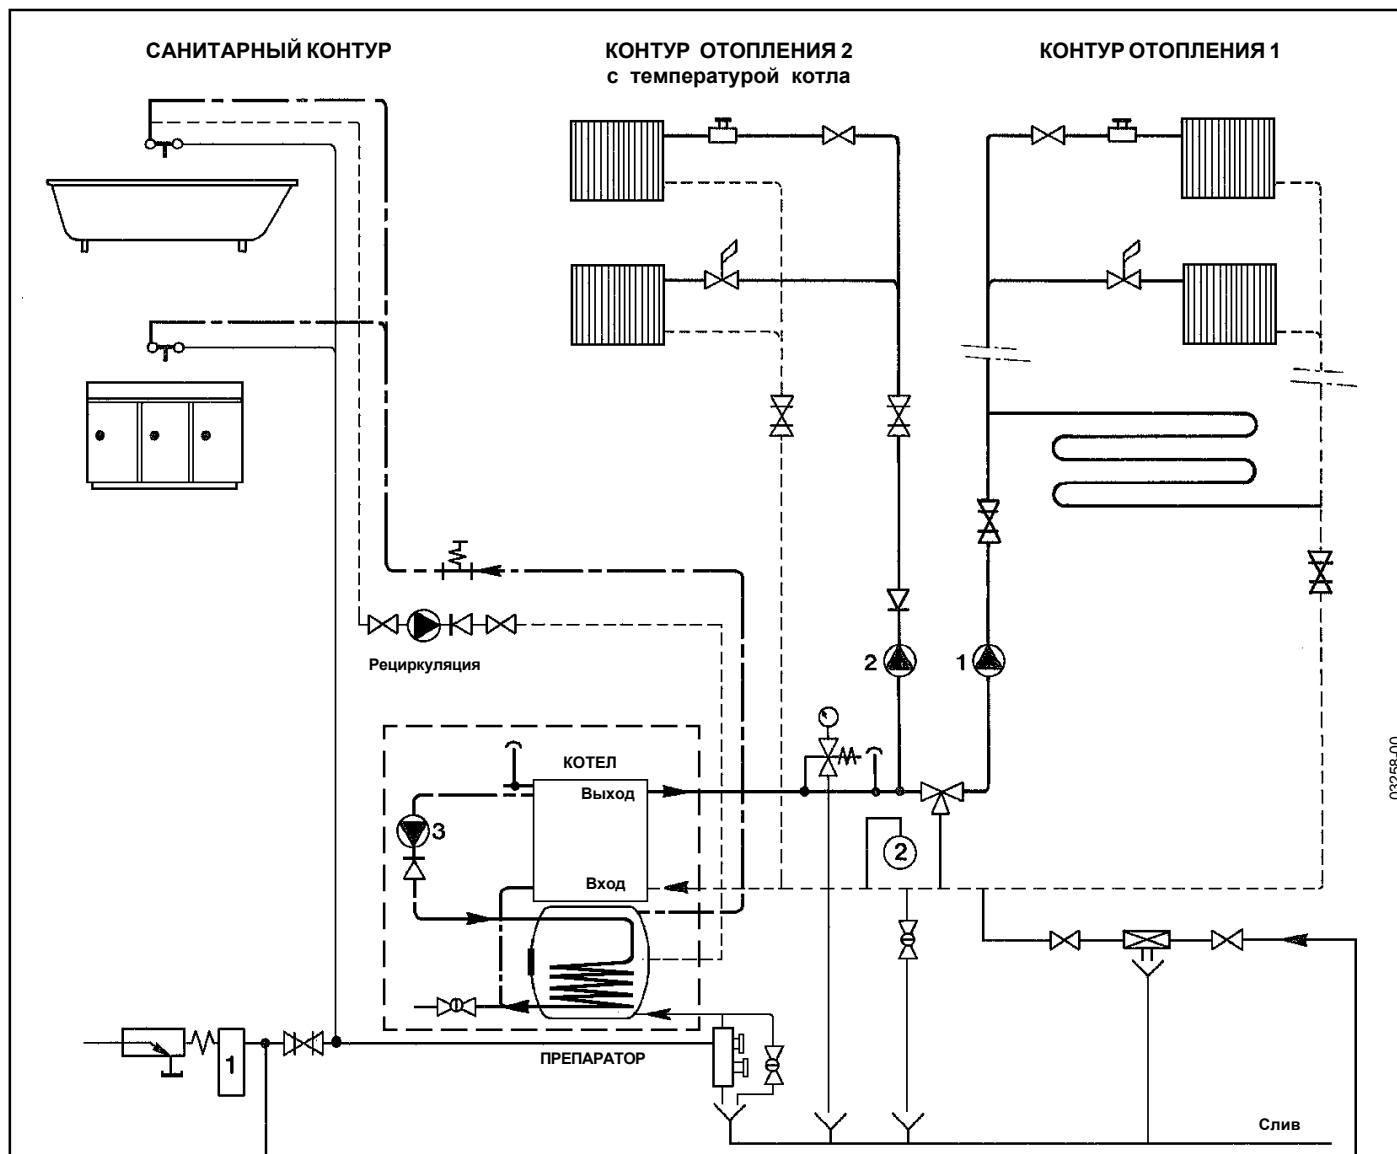 САНИТАРНЫЙ КОНТУР
КОНТУР ОТОПЛЕНИЯ 2
с температурой котла
КОНТУР ОТОПЛЕНИЯ 1
Рециркуляция
2
1
КОТЕЛ
Выход
3
2
Вход
ПРЕПАРАТОР
1
Слив
03258-00